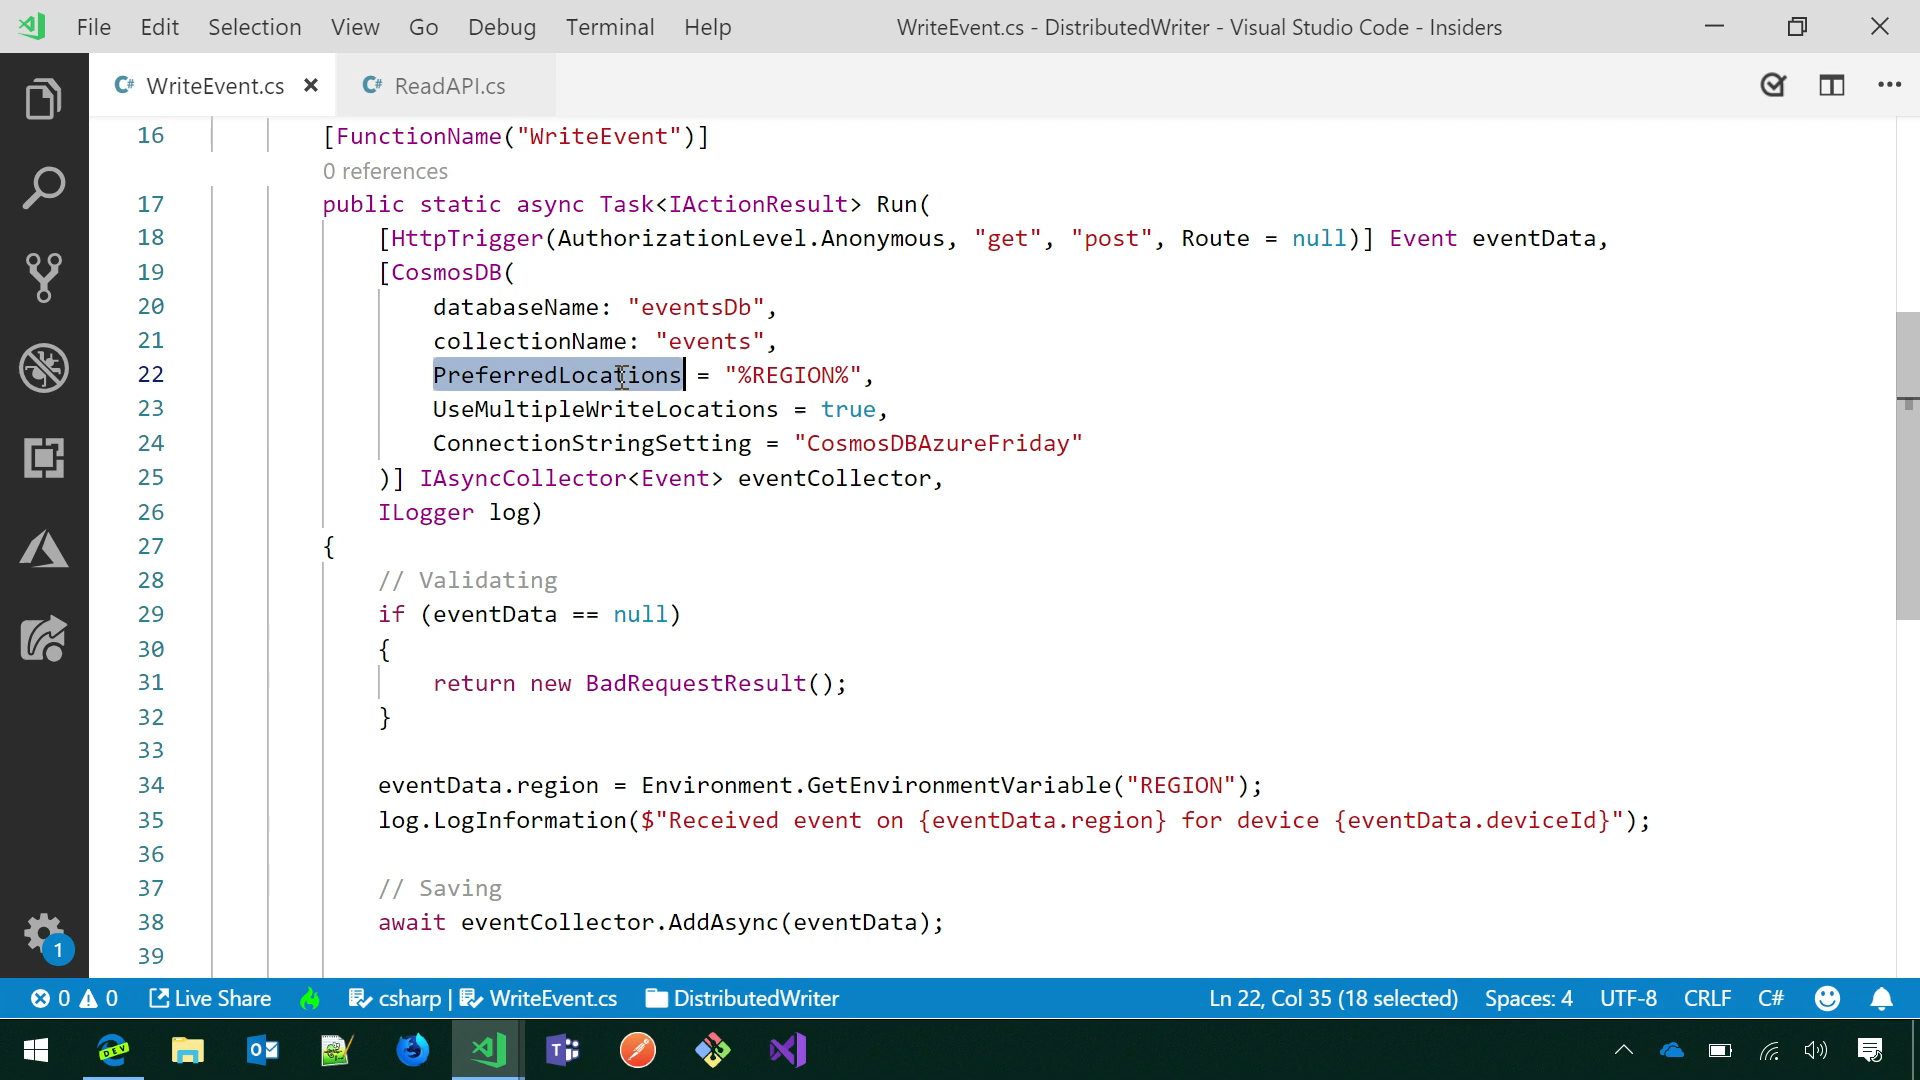 File Edit Selection View Go Debug Terminal Help WriteEvent.cs - DistributedWriter - Visual Studio Code - Insiders
C# WriteEvent.cs × C# ReadAPI.cs
16 [FunctionName("WriteEvent")]
0 references
17 public static async Task<IActionResult> Run(
18 [HttpTrigger(AuthorizationLevel.Anonymous, "get", "post", Route = null)] Event eventData,
19 [CosmosDB(
20 databaseName: "eventsDb",
21 collectionName: "events",
22 PreferredLocations = "%REGION%",
23 UseMultipleWriteLocations = true,
24 ConnectionStringSetting = "CosmosDBAzureFriday"
25 )] IAsyncCollector<Event> eventCollector,
26 ILogger log)
27 {
28 // Validating
29 if (eventData == null)
30 {
31 return new BadRequestResult();
32 }
33
34 eventData.region = Environment.GetEnvironmentVariable("REGION");
35 log.LogInformation($"Received event on {eventData.region} for device {eventData.deviceId}");
36
37 // Saving
38 await eventCollector.AddAsync(eventData);
39
1
0 0 Live Share csharp | WriteEvent.cs DistributedWriter Ln 22, Col 35 (18 selected) Spaces: 4 UTF-8 CRLF C#
DEV